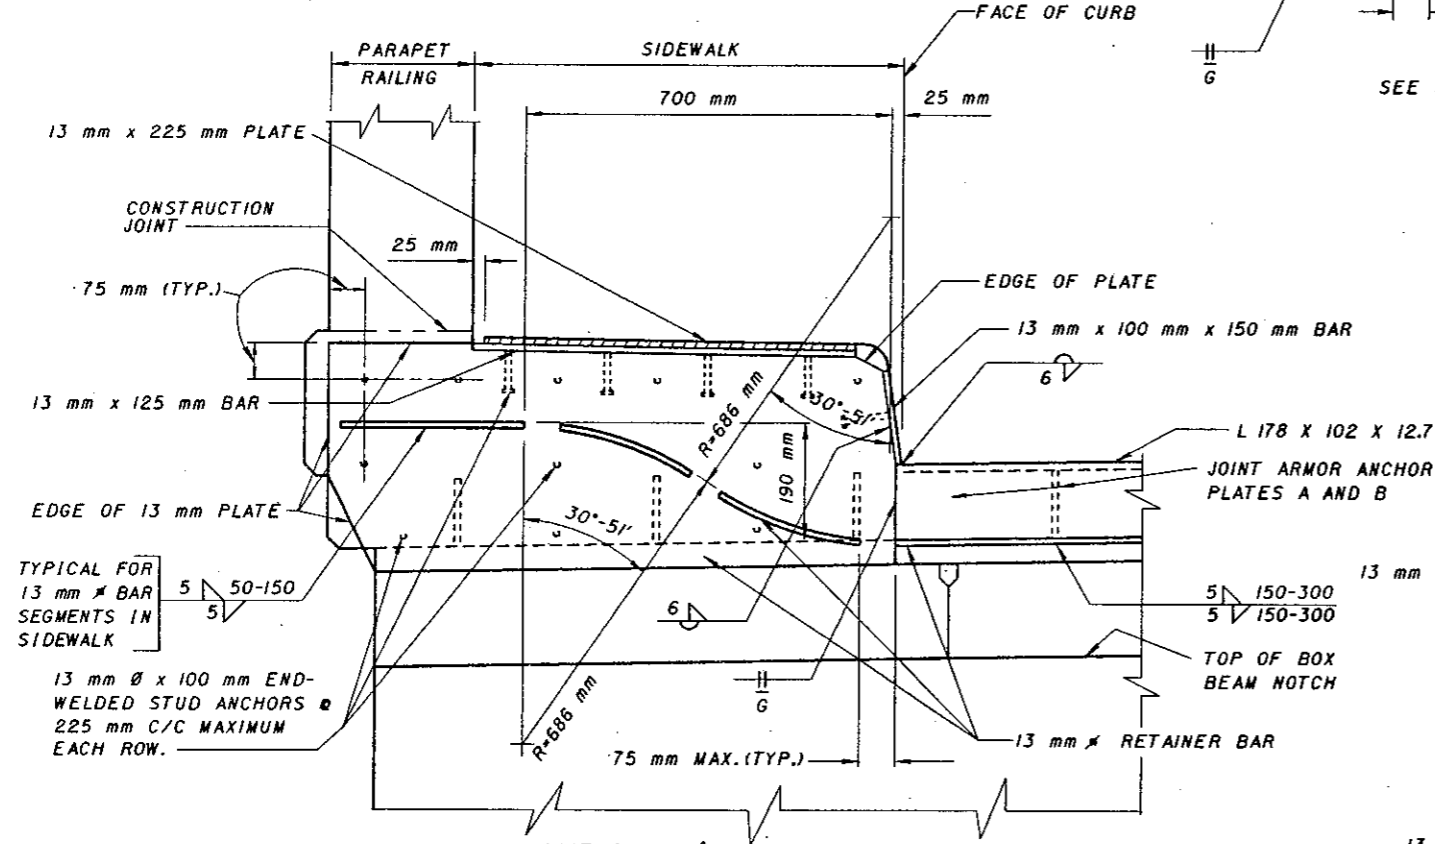 FACE OF CURB
PARAPET
RAILING
SIDEWALK
G
SEE
700 mm
25 mm
13 mm x 225 mm PLATE
CONSTRUCTION
JOINT
25 mm
75 mm (TYP.)
EDGE OF PLATE
13 mm x 100 mm x 150 mm BAR
6
13 mm x 125 mm BAR
R=686 mm
30°-51'
190 mm
L 178 X 102 X 12.7
JOINT ARMOR ANCHOR
PLATES A AND B
EDGE OF 13 mm PLATE
30°-51'
TYPICAL FOR
13 mm BAR
SEGMENTS IN
SIDEWALK
5 50-150
5
6
13 mm
5 150-300
5 150-300
13 mm Ø x 100 mm END-
WELDED STUD ANCHORS @
225 mm C/C MAXIMUM
EACH ROW.
R=686 mm
G
TOP OF BOX
BEAM NOTCH
75 mm MAX.(TYP.)
13 mm RETAINER BAR